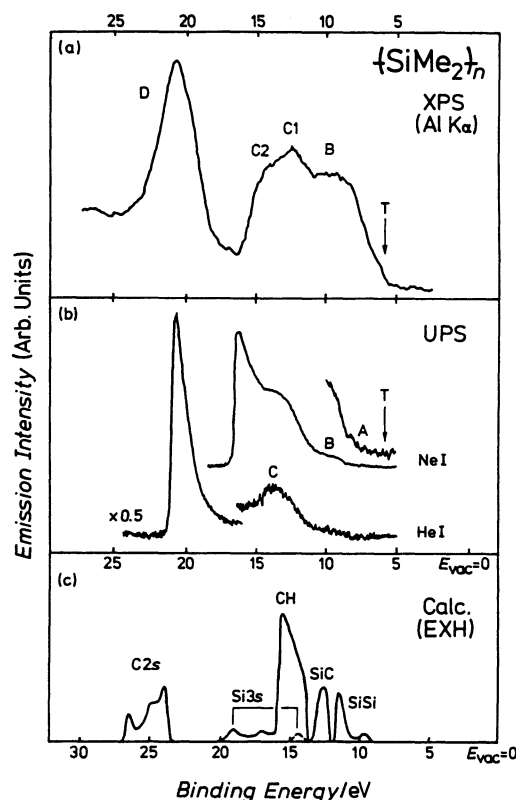 25 20 15 10 5
(a)
{SiMe₂}ₙ
XPS
(Al Kα)
D
C2
C1
B
T
(b)
UPS
T
A
B
Ne I
C
×0.5
He I
25 20 15 10 5 Evac=0
(c)
CH
Calc.
(EXH)
C2s
SiC
Si3s
SiSi
30 25 20 15 10 5 Evac=0
Binding Energy/eV
Emission Intensity (Arb. Units)